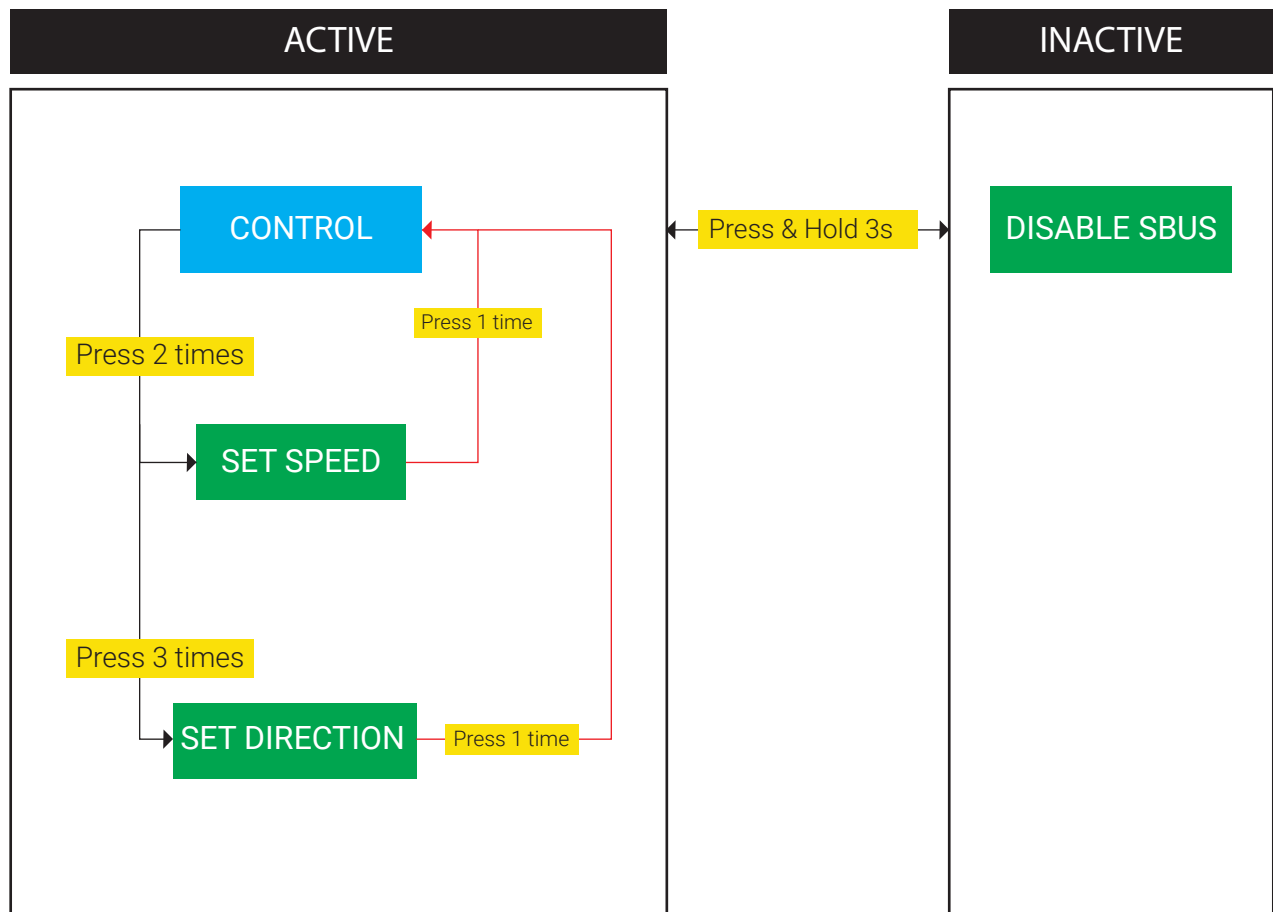 ACTIVE
INACTIVE
CONTROL
Press & Hold 3s
DISABLE SBUS
Press 1 time
Press 2 times
SET SPEED
Press 3 times
SET DIRECTION
Press 1 time